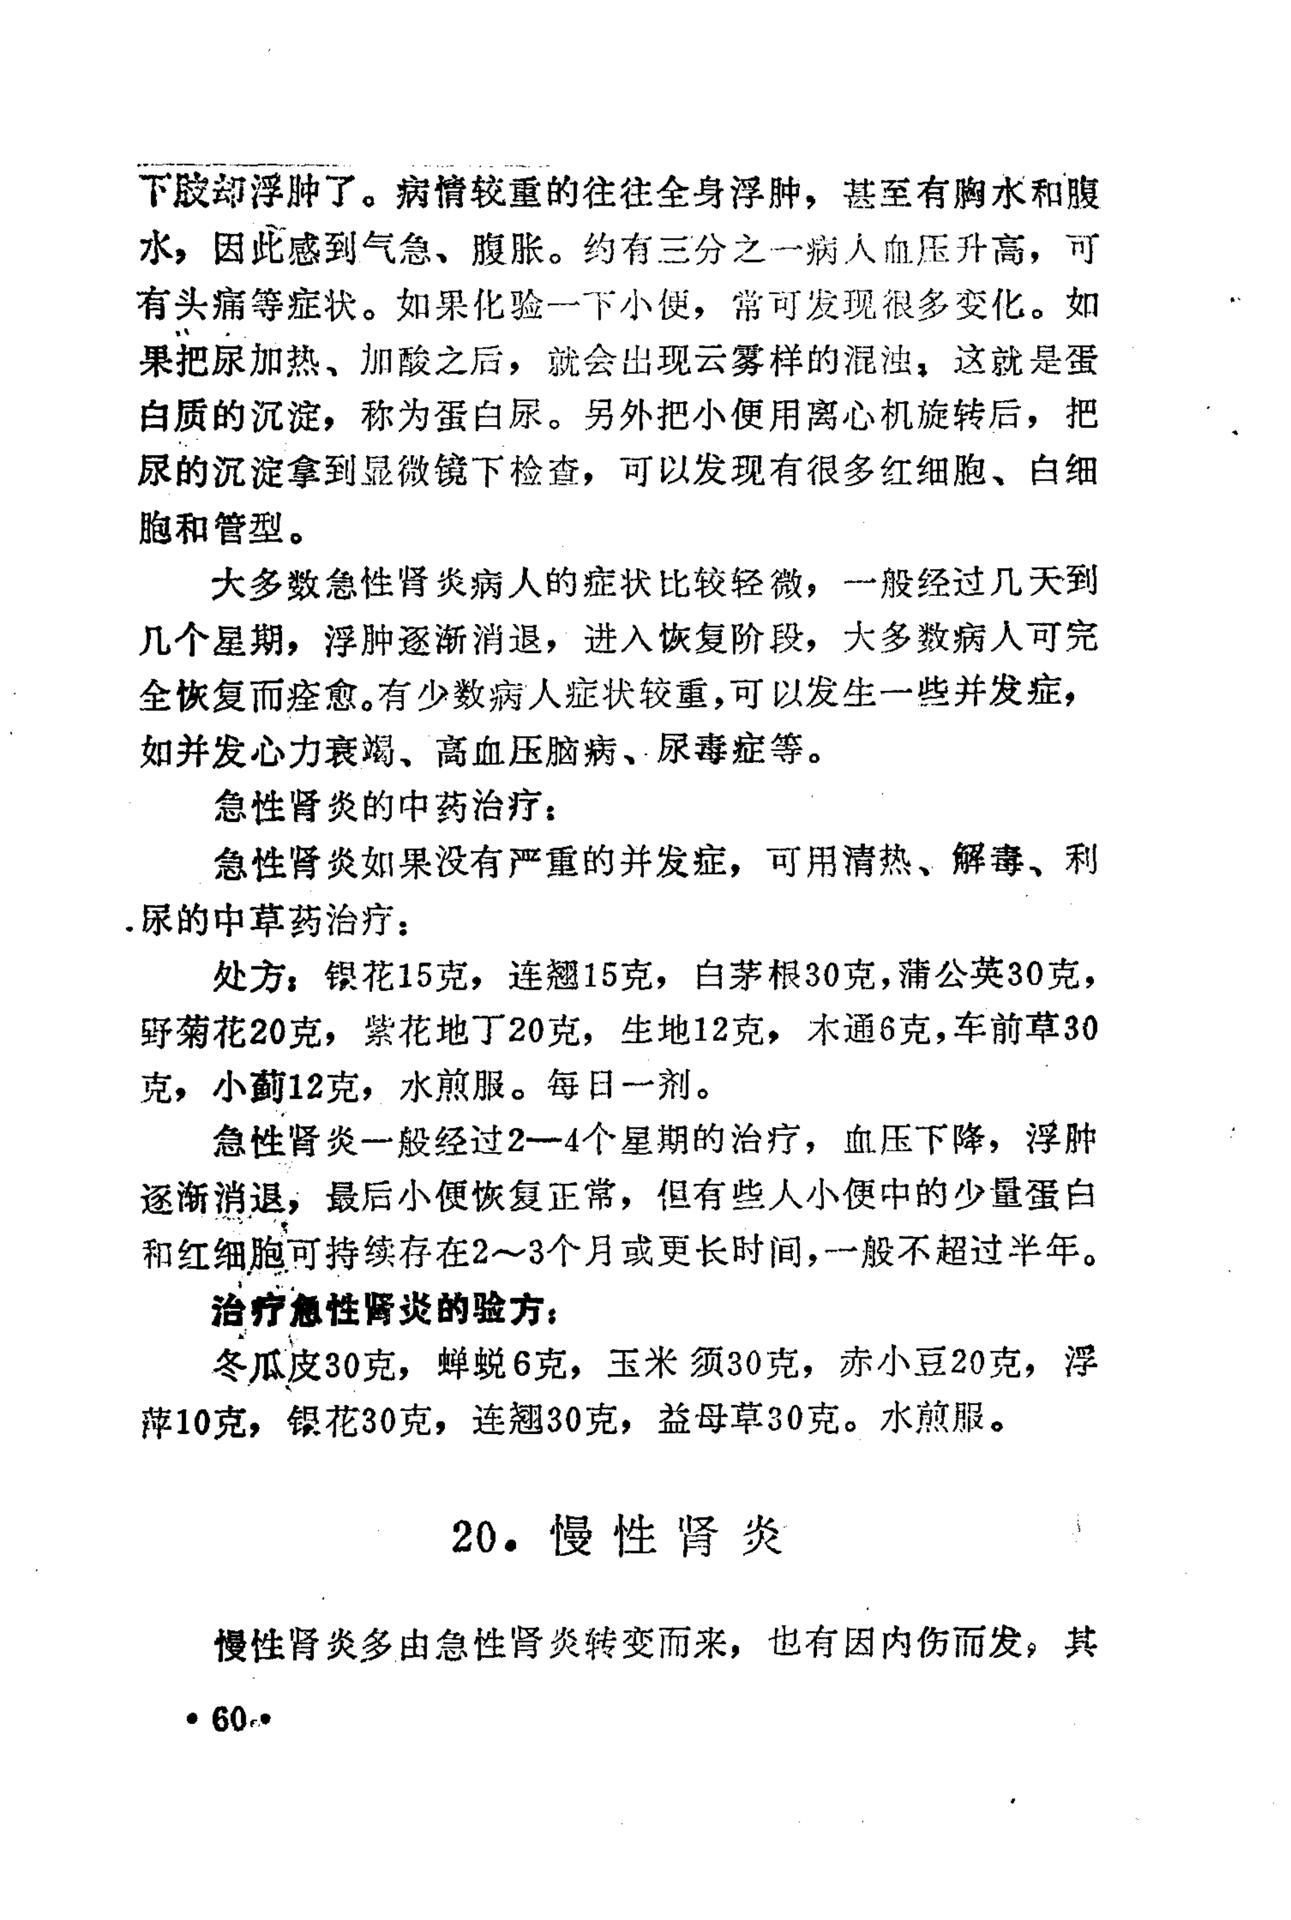 下肢却浮肿了。病情较重的往往全身浮肿，甚至有胸水和腹
水，因此感到气急、腹胀。约有三分之一病人血压升高，可
有头痛等症状。如果化验一下小便，常可发现很多变化。如
果把尿加热、加酸之后，就会出现云雾样的混浊，这就是蛋
白质的沉淀，称为蛋白尿。另外把小便用离心机旋转后，把
尿的沉淀拿到显微镜下检查，可以发现有很多红细胞、白细
胞和管型。
大多数急性肾炎病人的症状比较轻微，一般经过几天到
几个星期，浮肿逐渐消退，进入恢复阶段，大多数病人可完
全恢复而痊愈。有少数病人症状较重，可以发生一些并发症，
如并发心力衰竭、高血压脑病、尿毒症等。
急性肾炎的中药治疗：
急性肾炎如果没有严重的并发症，可用清热、解毒、利
尿的中草药治疗：
处方：银花15克，连翘15克，白茅根30克，蒲公英30克，
野菊花20克，紫花地丁20克，生地12克，木通6克，车前草30
克，小蓟12克，水煎服。每日一剂。
急性肾炎一般经过2—4个星期的治疗，血压下降，浮肿
逐渐消退，最后小便恢复正常，但有些人小便中的少量蛋白
和红细胞可持续存在2～3个月或更长时间，一般不超过半年。
治疗急性肾炎的验方：
冬瓜皮30克，蝉蜕6克，玉米须30克，赤小豆20克，浮
萍10克，银花30克，连翘30克，益母草30克。水煎服。
20．慢性肾炎
慢性肾炎多由急性肾炎转变而来，也有因内伤而发，其
•60•